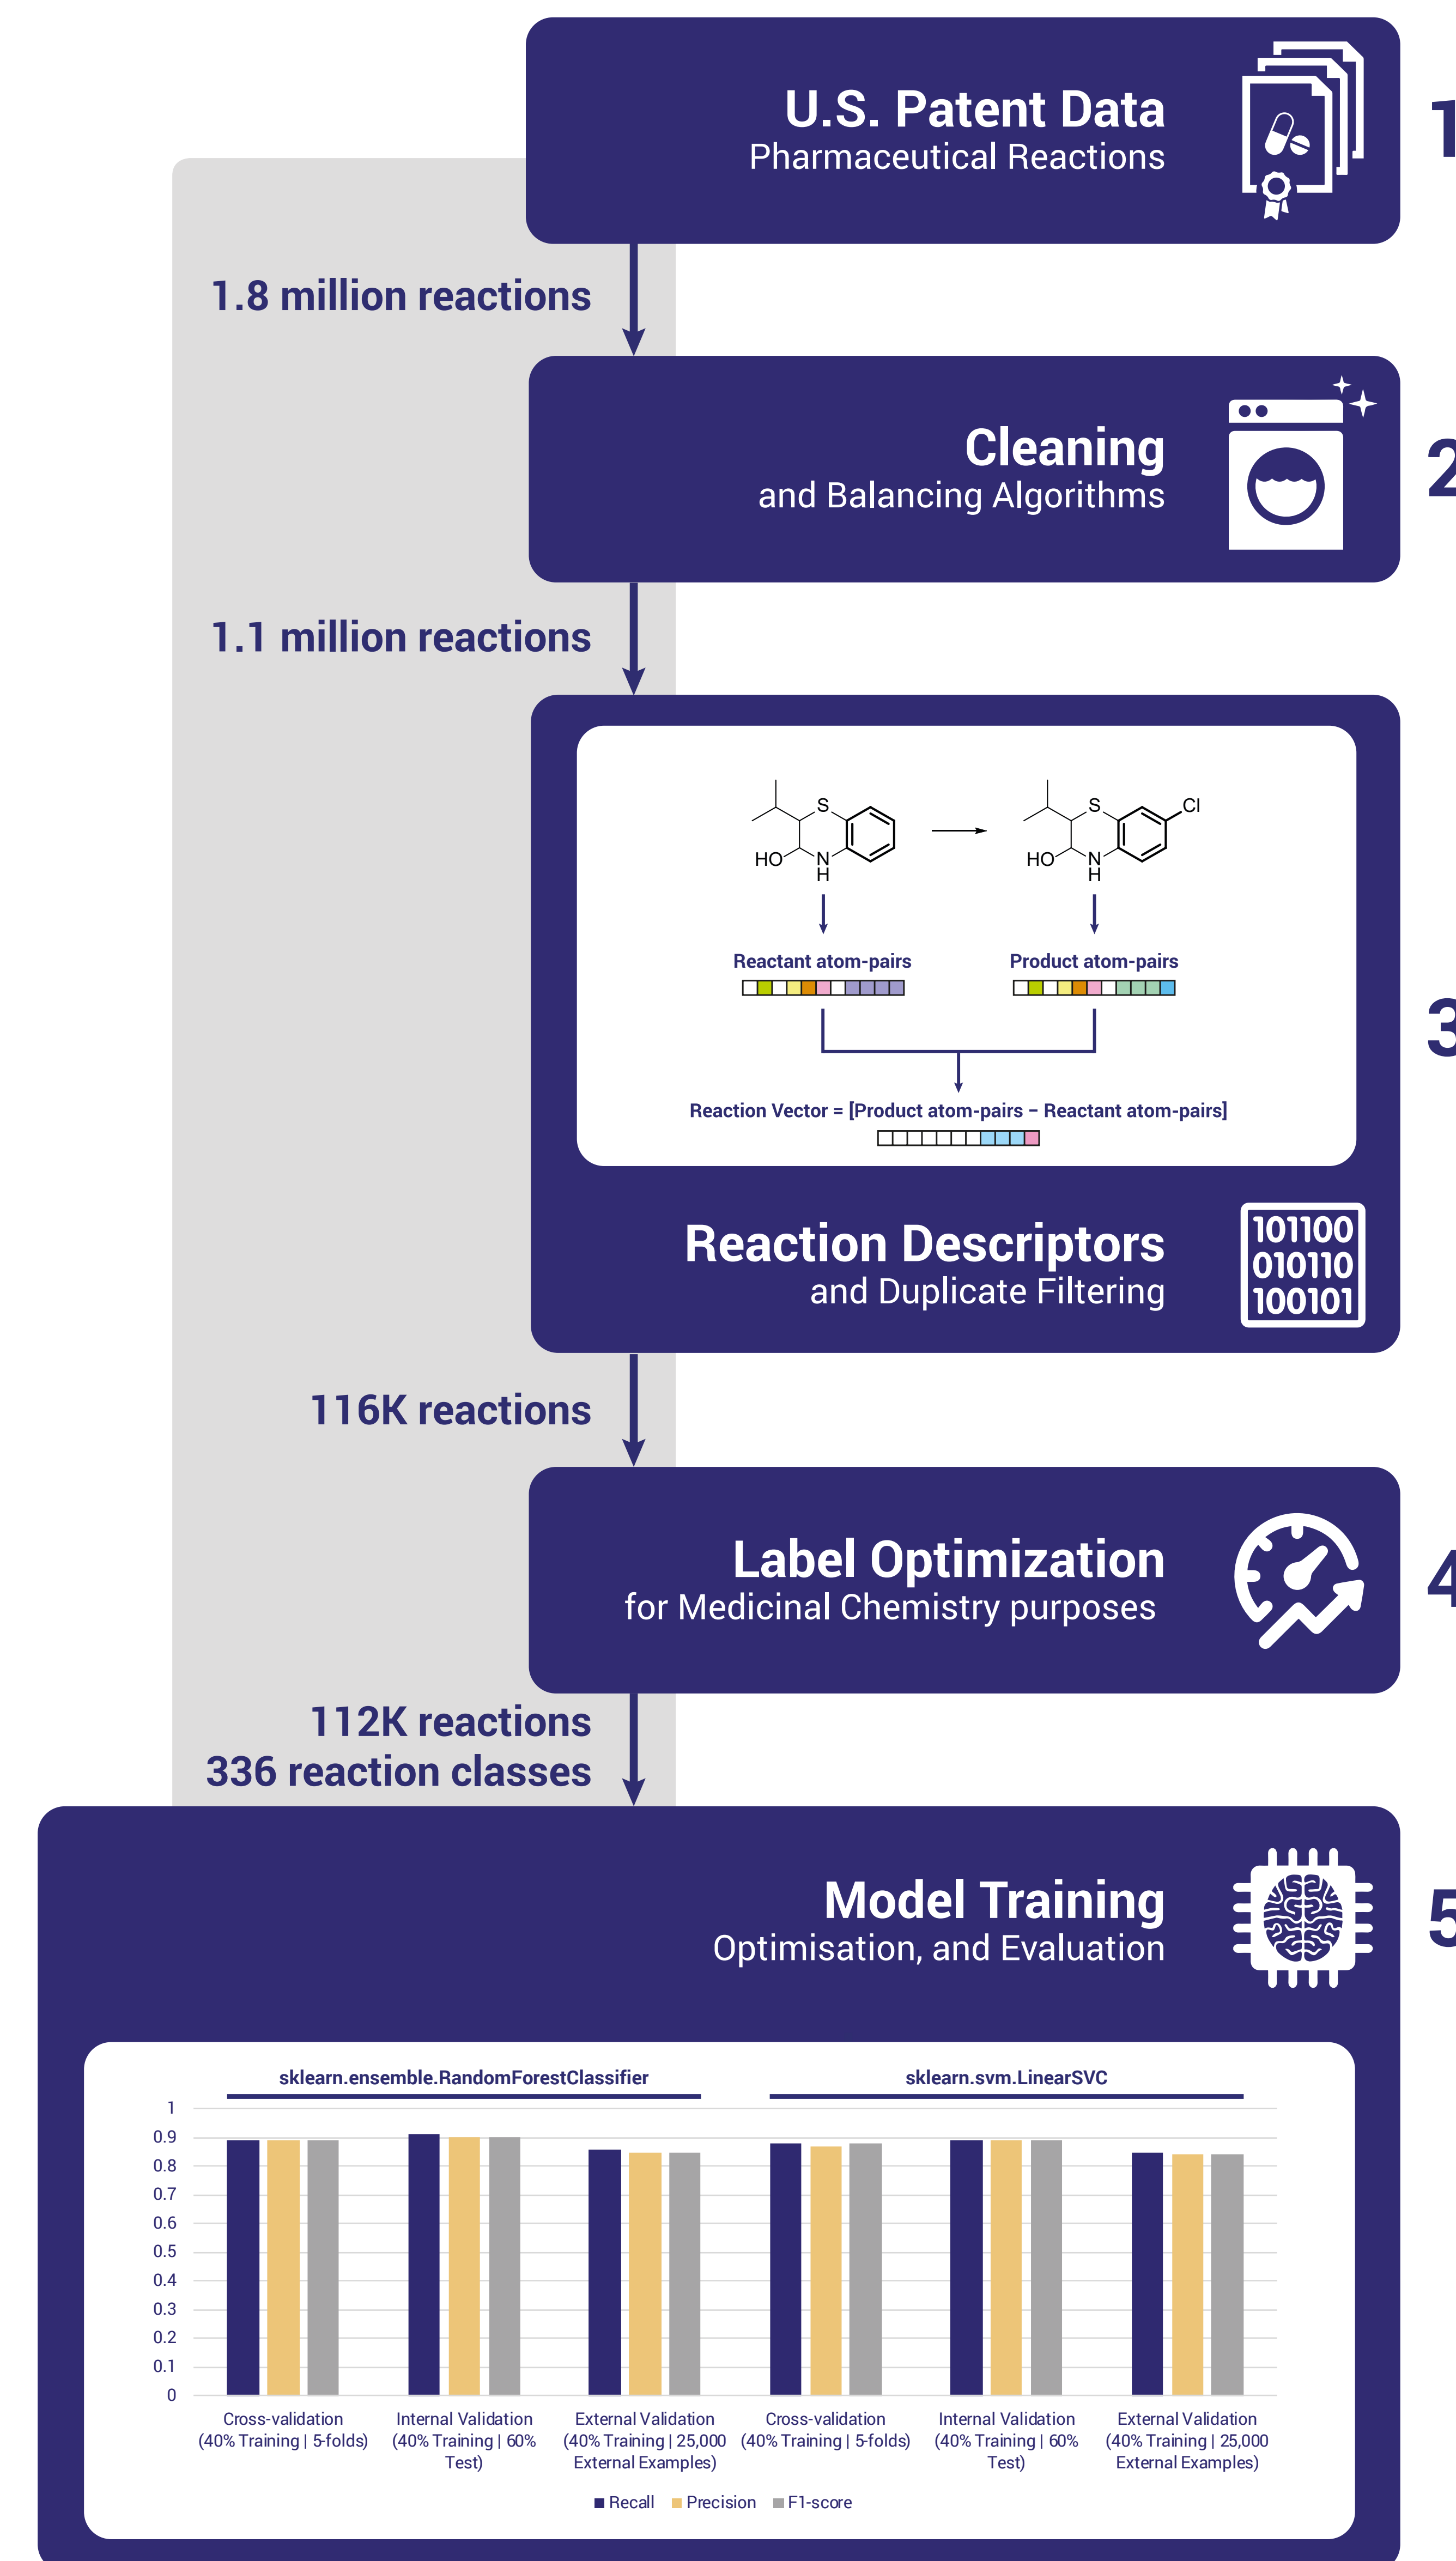 U.S. Patent Data
Pharmaceutical Reactions
1
1.8 million reactions
Cleaning
and Balancing Algorithms
2
1.1 million reactions
S
HO
N
H
S
Cl
HO
N
H
Reactant atom-pairs
Product atom-pairs
Reaction Vector = [Product atom-pairs – Reactant atom-pairs]
3
Reaction Descriptors
and Duplicate Filtering
101100
010110
100101
116K reactions
Label Optimization
for Medicinal Chemistry purposes
4
112K reactions
336 reaction classes
Model Training
Optimisation, and Evaluation
5
sklearn.ensemble.RandomForestClassifier
sklearn.svm.LinearSVC
1
0.9
0.8
0.7
0.6
0.5
0.4
0.3
0.2
0.1
0
Cross-validation
(40% Training | 5-folds)
Internal Validation
(40% Training | 60%
Test)
External Validation
(40% Training | 25,000
External Examples)
Cross-validation
(40% Training | 5-folds)
Internal Validation
(40% Training | 60%
Test)
External Validation
(40% Training | 25,000
External Examples)
Recall Precision F1-score